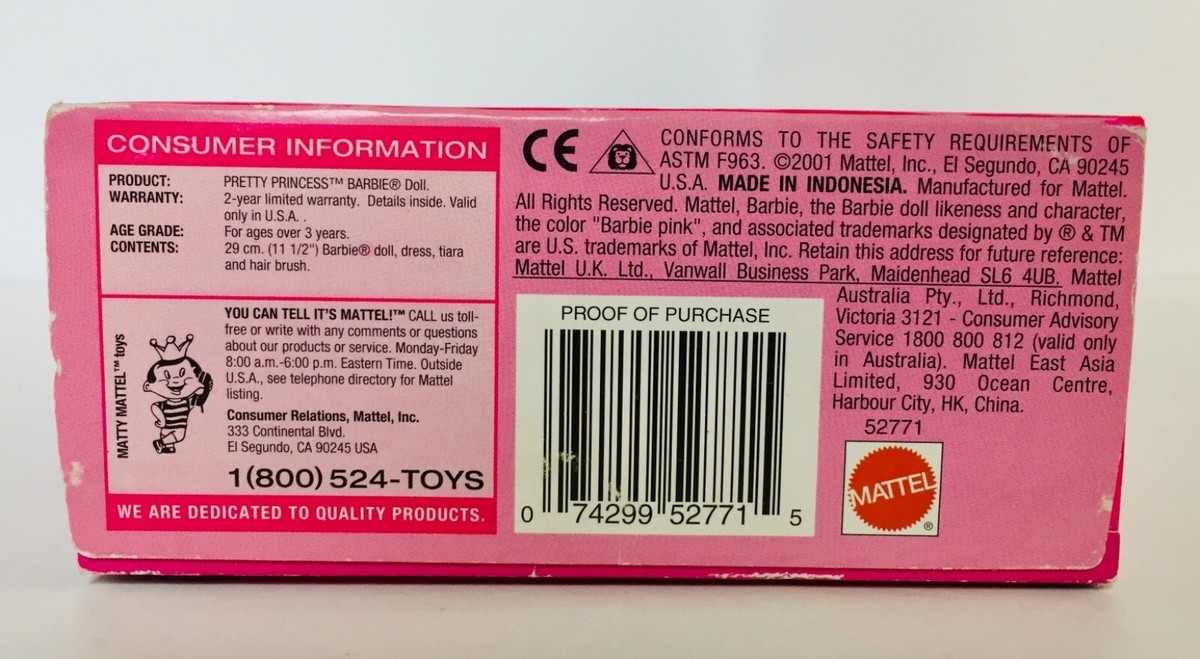 CONSUMER INFORMATION
PRODUCT: PRETTY PRINCESS™ BARBIE® Doll.
WARRANTY: 2-year limited warranty. Details inside. Valid
only in U.S.A. .
AGE GRADE: For ages over 3 years.
CONTENTS: 29 cm. (11 1/2") Barbie® doll, dress, tiara
and hair brush.
MATTY MATTEL™ toys
YOU CAN TELL IT'S MATTEL!™ CALL us toll-
free or write with any comments or questions
about our products or service. Monday-Friday
8:00 a.m.-6:00 p.m. Eastern Time. Outside
U.S.A., see telephone directory for Mattel
listing.
Consumer Relations, Mattel, Inc.
333 Continental Blvd.
El Segundo, CA 90245 USA
1(800) 524-TOYS
WE ARE DEDICATED TO QUALITY PRODUCTS.
CE
CONFORMS TO THE SAFETY REQUIREMENTS OF
ASTM F963. ©2001 Mattel, Inc., El Segundo, CA 90245
U.S.A. MADE IN INDONESIA. Manufactured for Mattel.
All Rights Reserved. Mattel, Barbie, the Barbie doll likeness and character,
the color "Barbie pink", and associated trademarks designated by ® & TM
are U.S. trademarks of Mattel, Inc. Retain this address for future reference:
Mattel U.K. Ltd., Vanwall Business Park, Maidenhead SL6 4UB. Mattel
Australia Pty., Ltd., Richmond,
Victoria 3121 - Consumer Advisory
Service 1800 800 812 (valid only
in Australia). Mattel East Asia
Limited, 930 Ocean Centre,
Harbour City, HK, China.
52771
PROOF OF PURCHASE
0 74299 52771 5
MATTEL
®